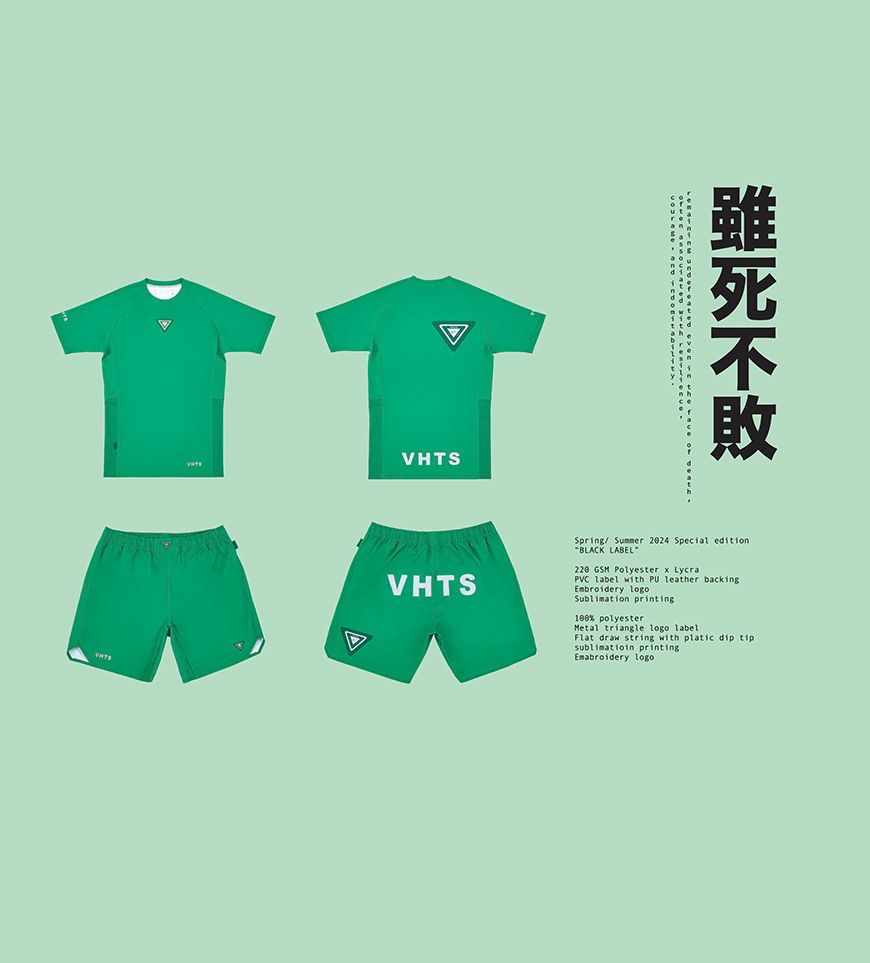 雖死不敗
remaining undefeated even in the face of death,
often associated with resilience,
courage, and indomitability.
VHTS
VHTS
VHTS
VHTS
VHTS
Spring/ Summer 2024 Special edition
"BLACK LABEL"
220 GSM Polyester x Lycra
PVC label with PU leather backing
Embroidery logo
Sublimation printing
100% polyester
Metal triangle logo label
Flat draw string with platic dip tip
sublimatioin printing
Emabroidery logo